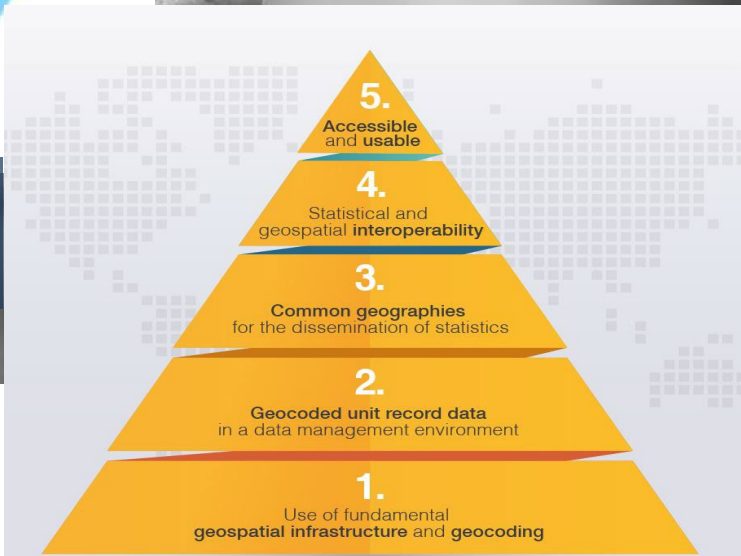 5.
Accessible
and usable
4.
Statistical and
geospatial interoperability
3.
Common geographies
for the dissemination of statistics
2.
Geocoded unit record data
in a data management environment
1.
Use of fundamental
geospatial infrastructure and geocoding